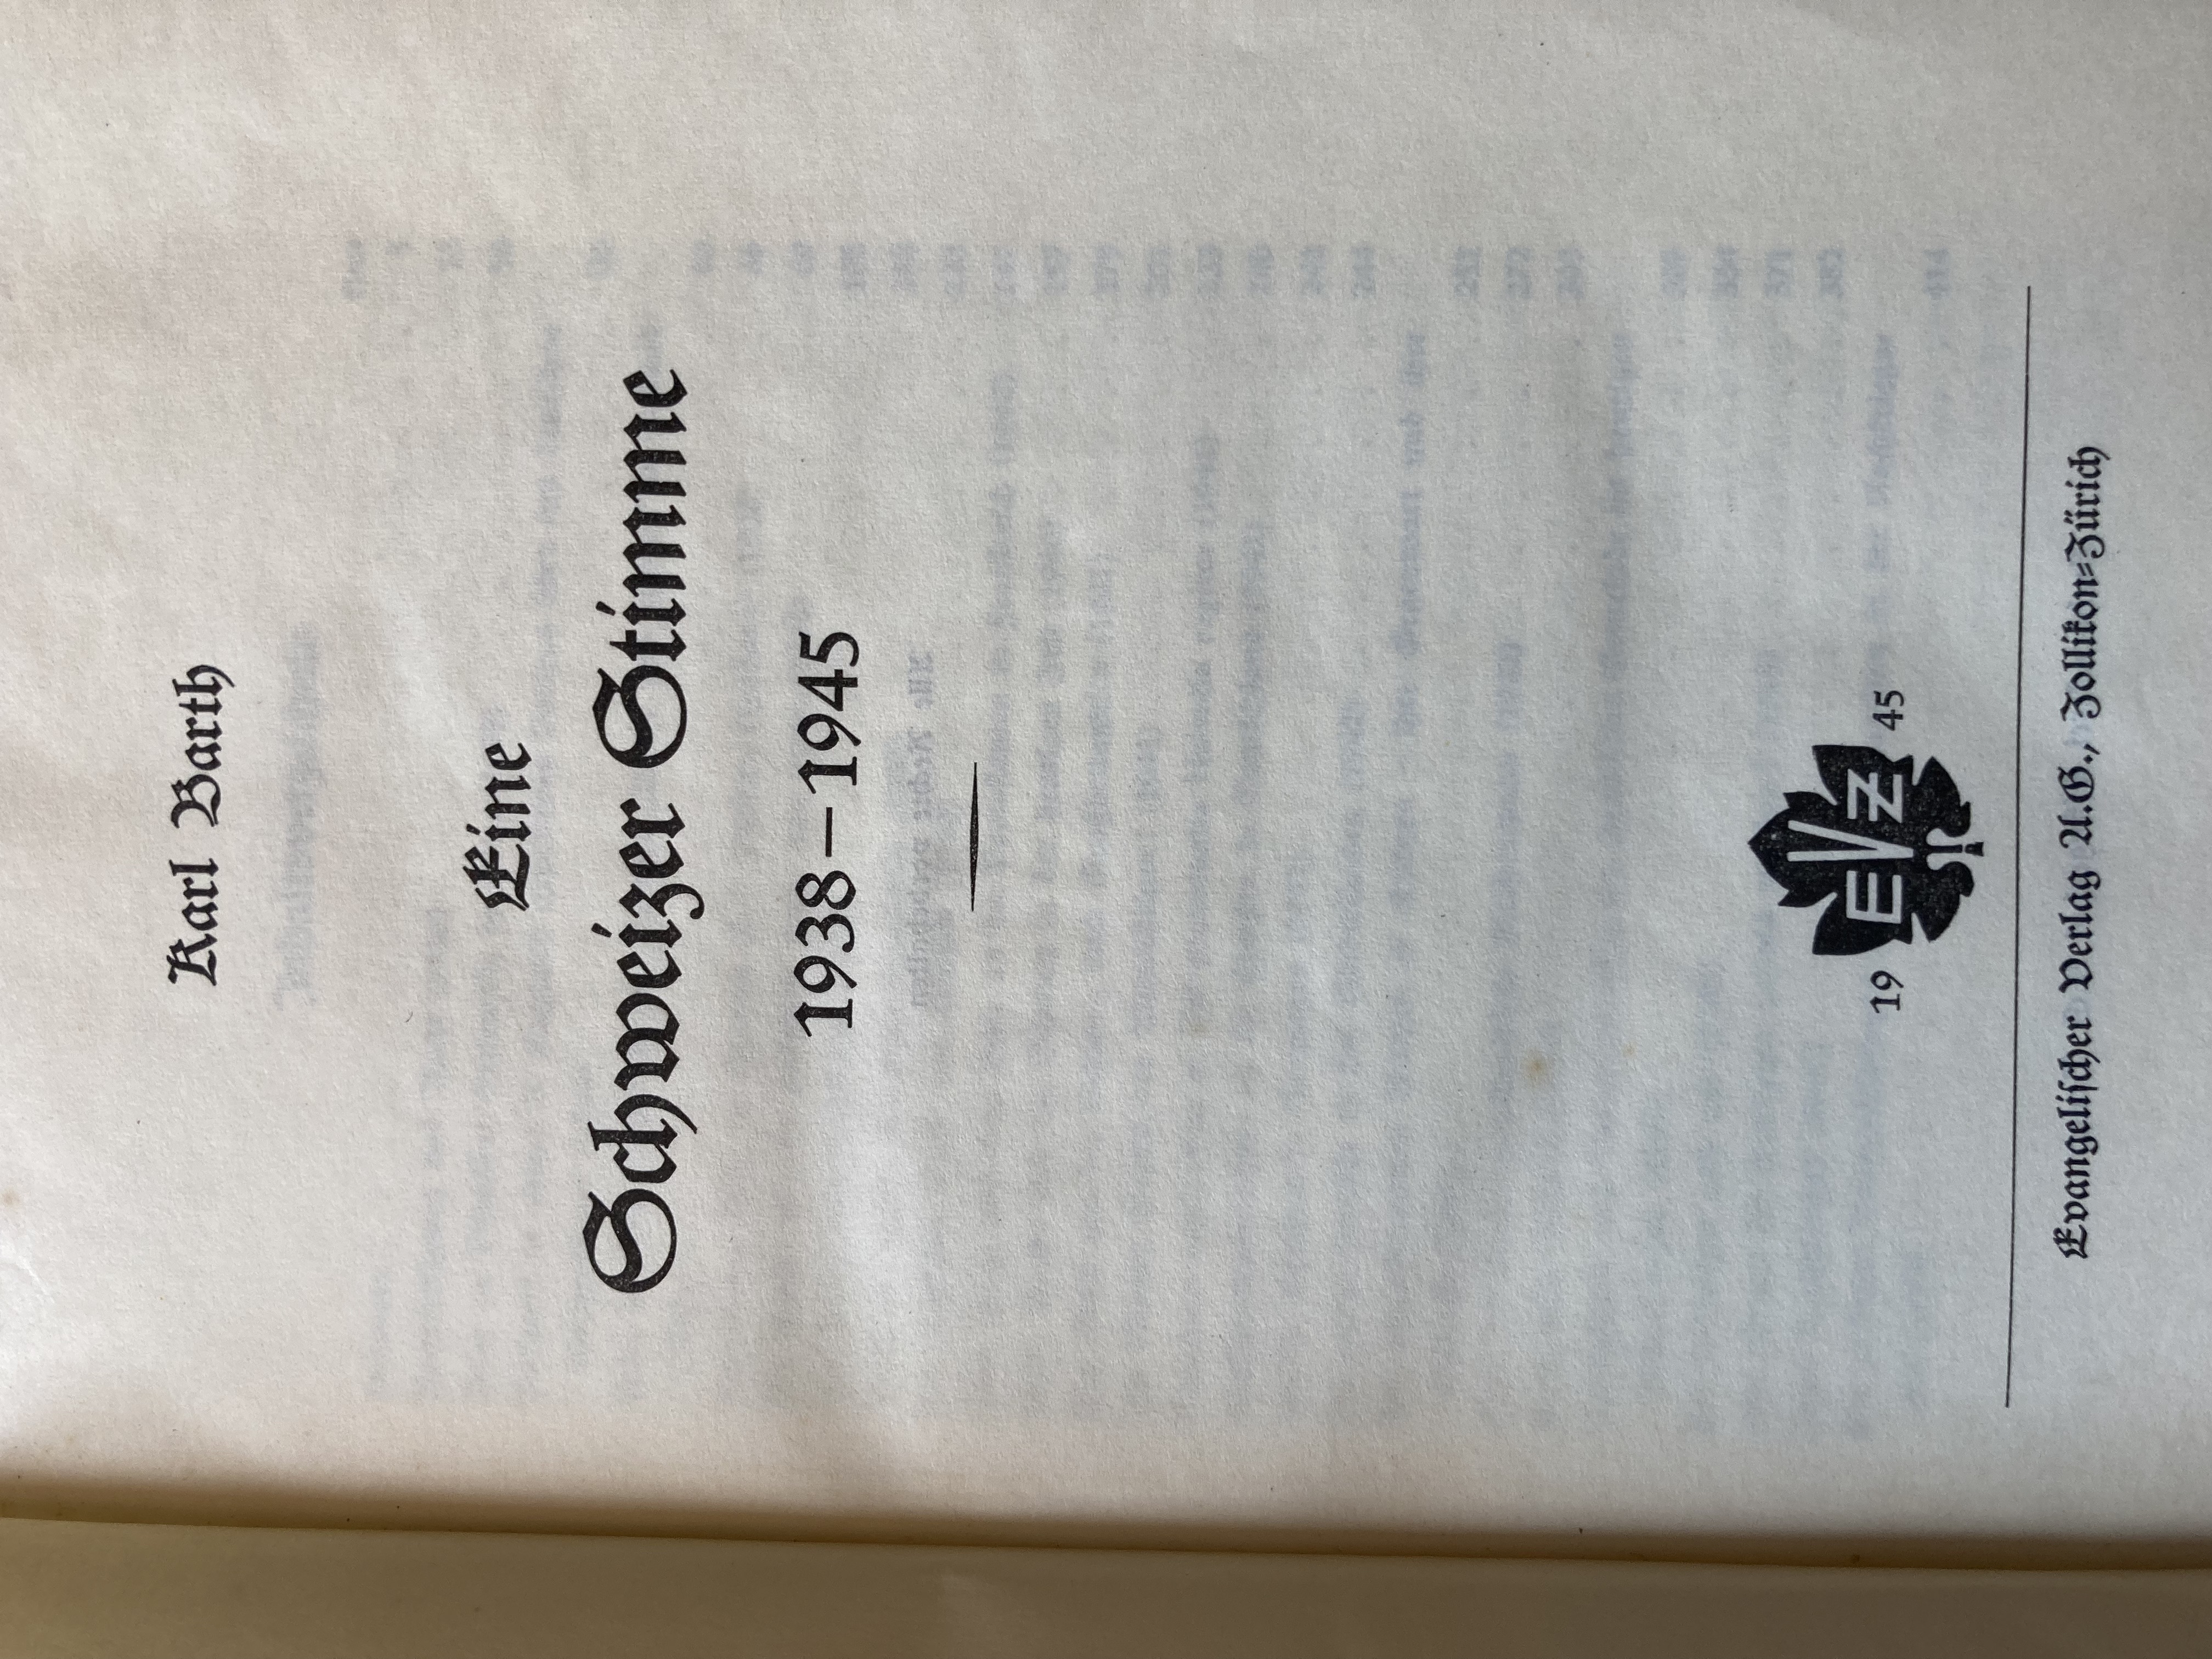 Karl Barth
Eine
Schweizer Stimme
1938–1945
19 EVZ 45
Evangelischer Verlag A.G., Zollikon-Zürich